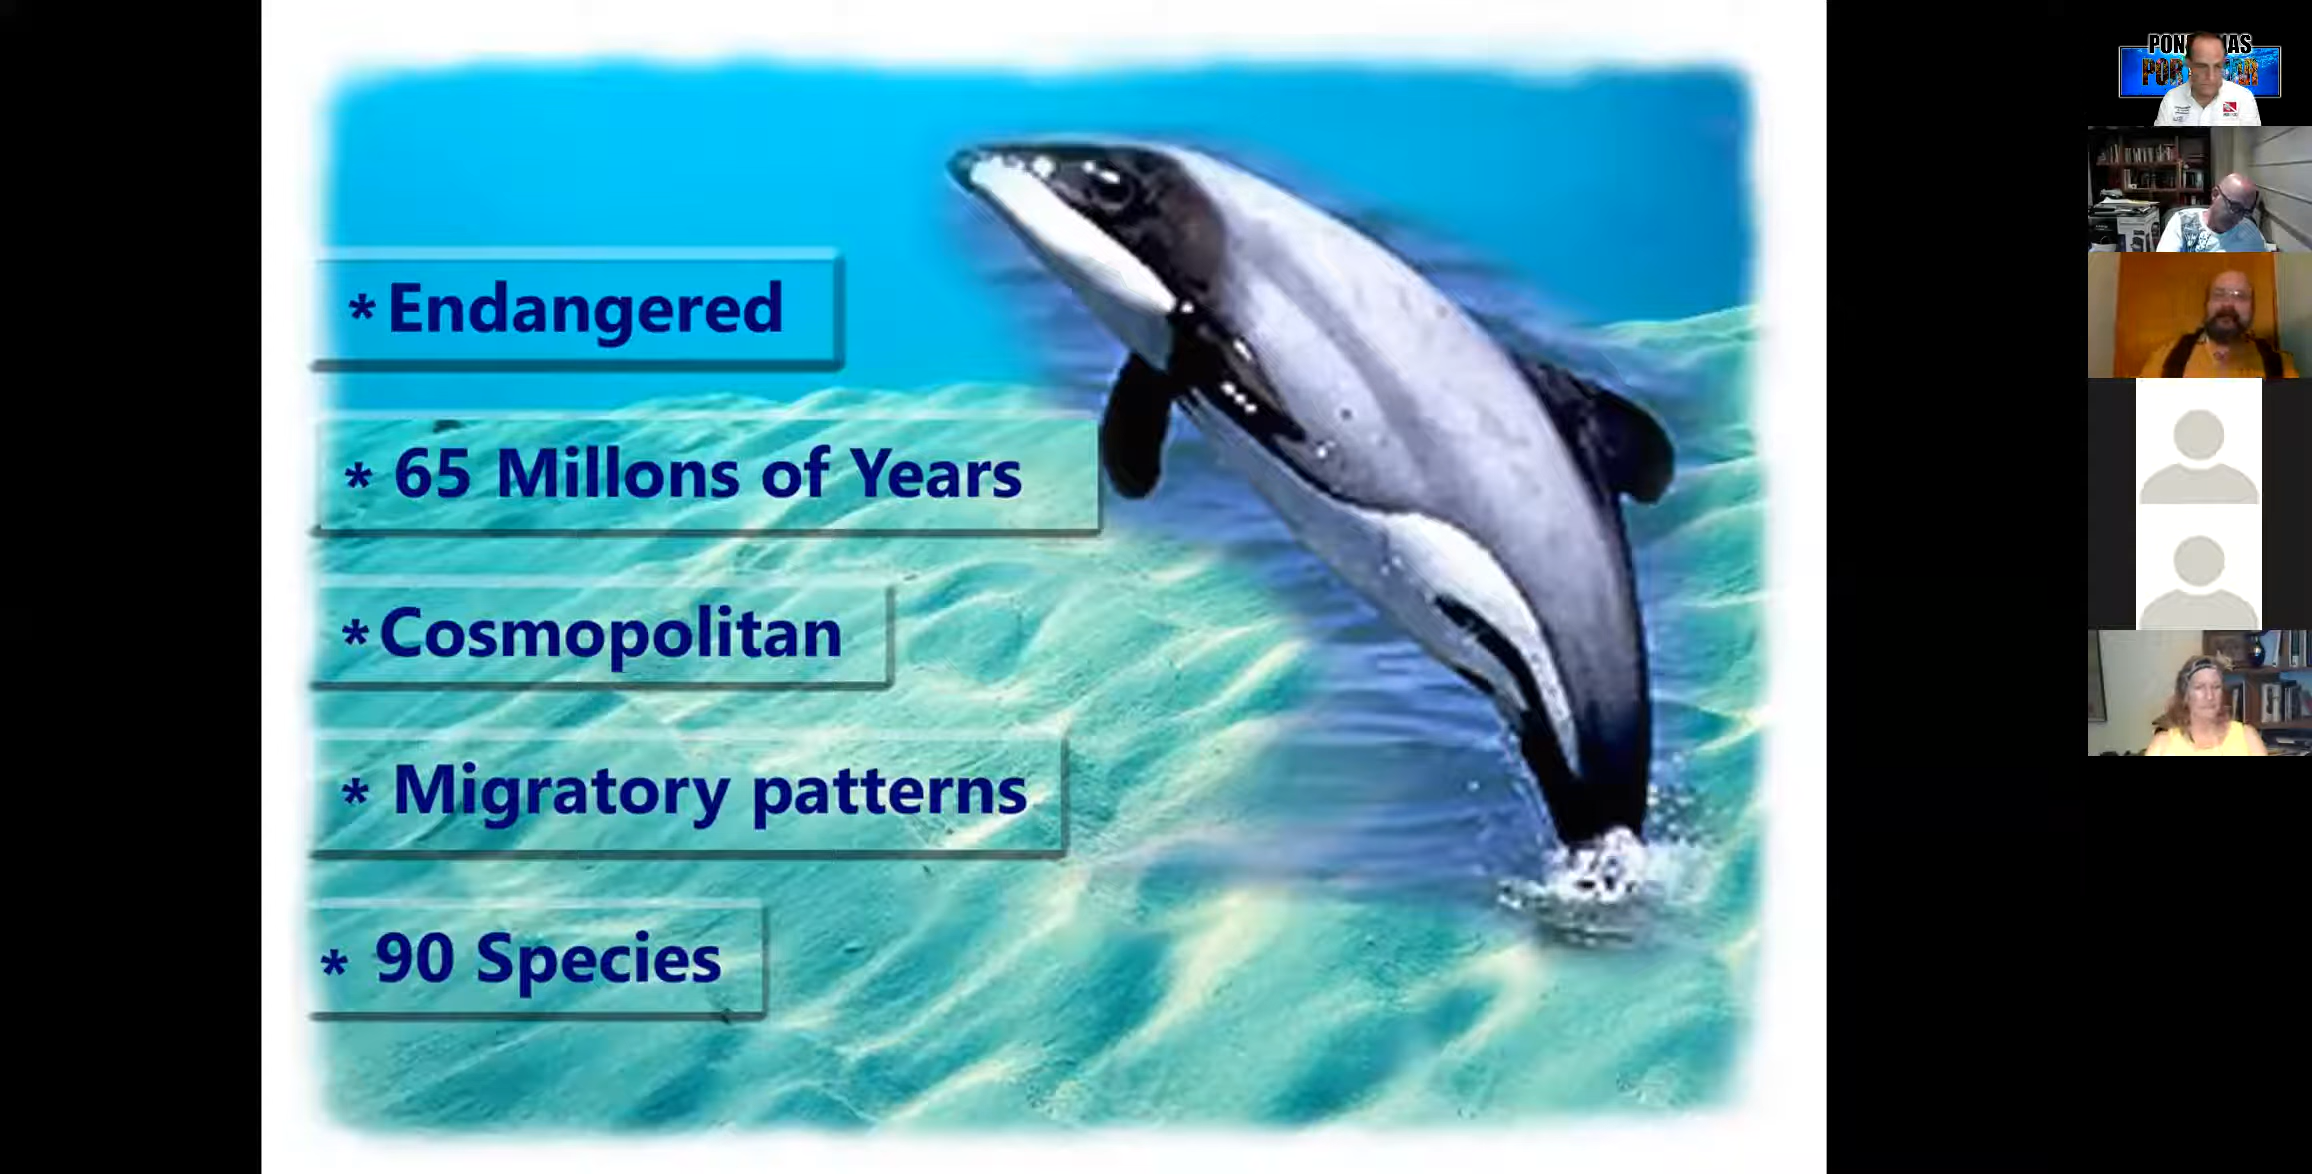 * Endangered
* 65 Millons of Years
* Cosmopolitan
* Migratory patterns
* 90 Species